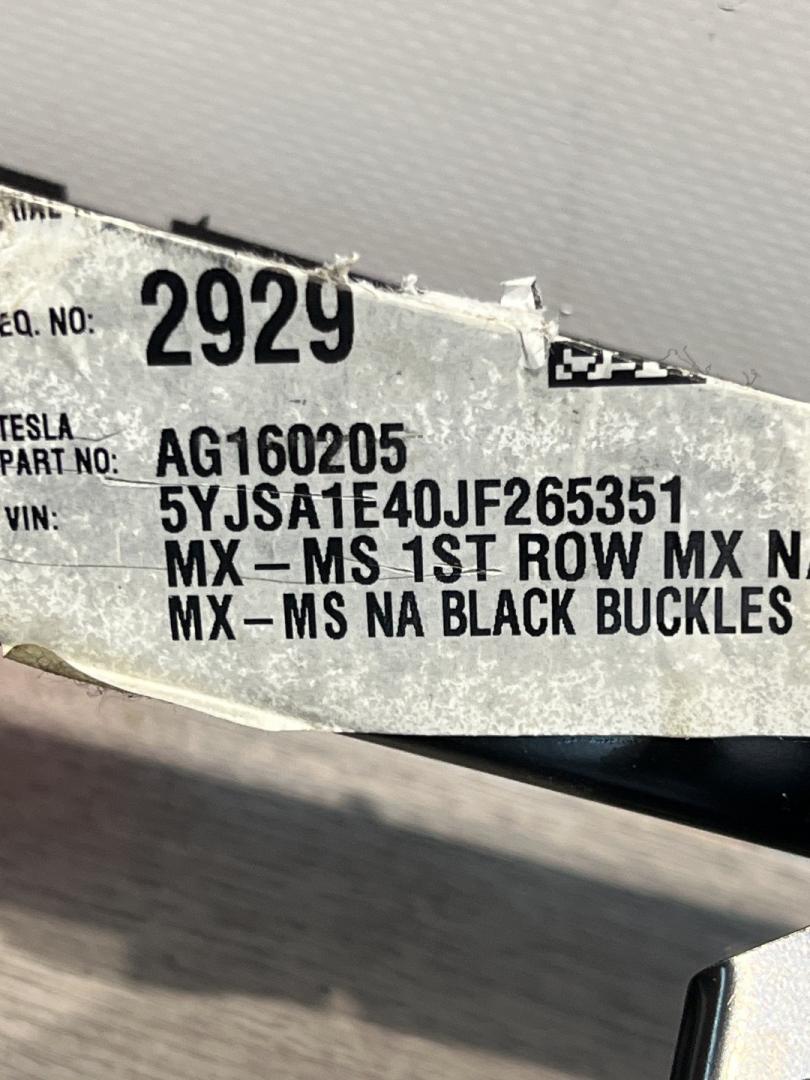 EQ. NO: 2929
TESLA
PART NO: AG160205
VIN: 5YJSA1E40JF265351
MX-MS 1ST ROW MX
MX-MS NA BLACK BUCKLES